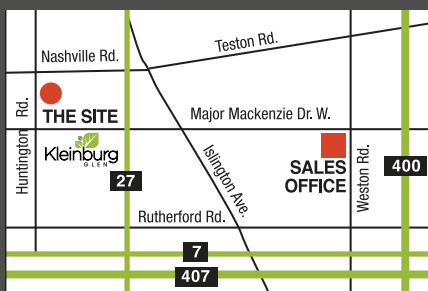 Nashville Rd.
Teston Rd.
Huntington Rd.
THE SITE
Major Mackenzie Dr. W.
Kleinburg
GLEN
27
Islington Ave.
SALES
OFFICE
Weston Rd.
400
Rutherford Rd.
7
407